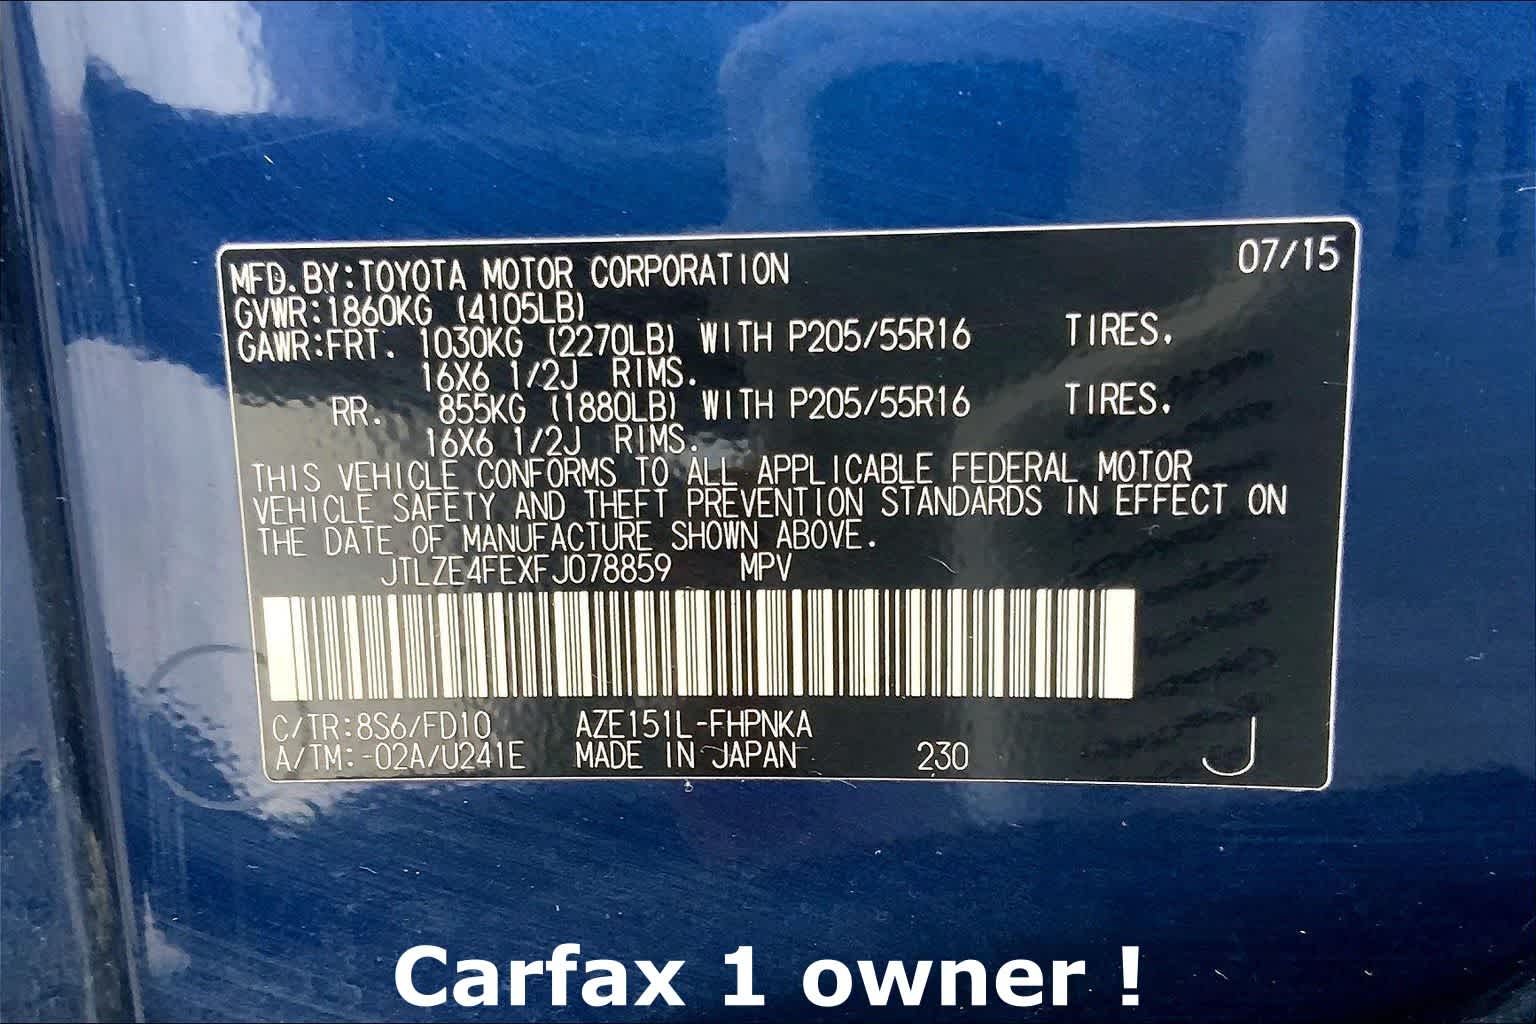 07/15
MFD. BY:TOYOTA MOTOR CORPORATION
GVWR:1860KG (4105LB)
GAWR:FRT. 1030KG (2270LB) WITH P205/55R16 TIRES.
16X6 1/2J RIMS.
RR. 855KG (1880LB) WITH P205/55R16 TIRES.
16X6 1/2J RIMS.
THIS VEHICLE CONFORMS TO ALL APPLICABLE FEDERAL MOTOR
VEHICLE SAFETY AND THEFT PREVENTION STANDARDS IN EFFECT ON
THE DATE OF MANUFACTURE SHOWN ABOVE.
JTLZE4FEXFJ078859 MPV
C/TR:8S6/FD10 AZE151L-FHPNKA
A/TM:-02A/U241E MADE IN JAPAN 230 J
Carfax 1 owner !